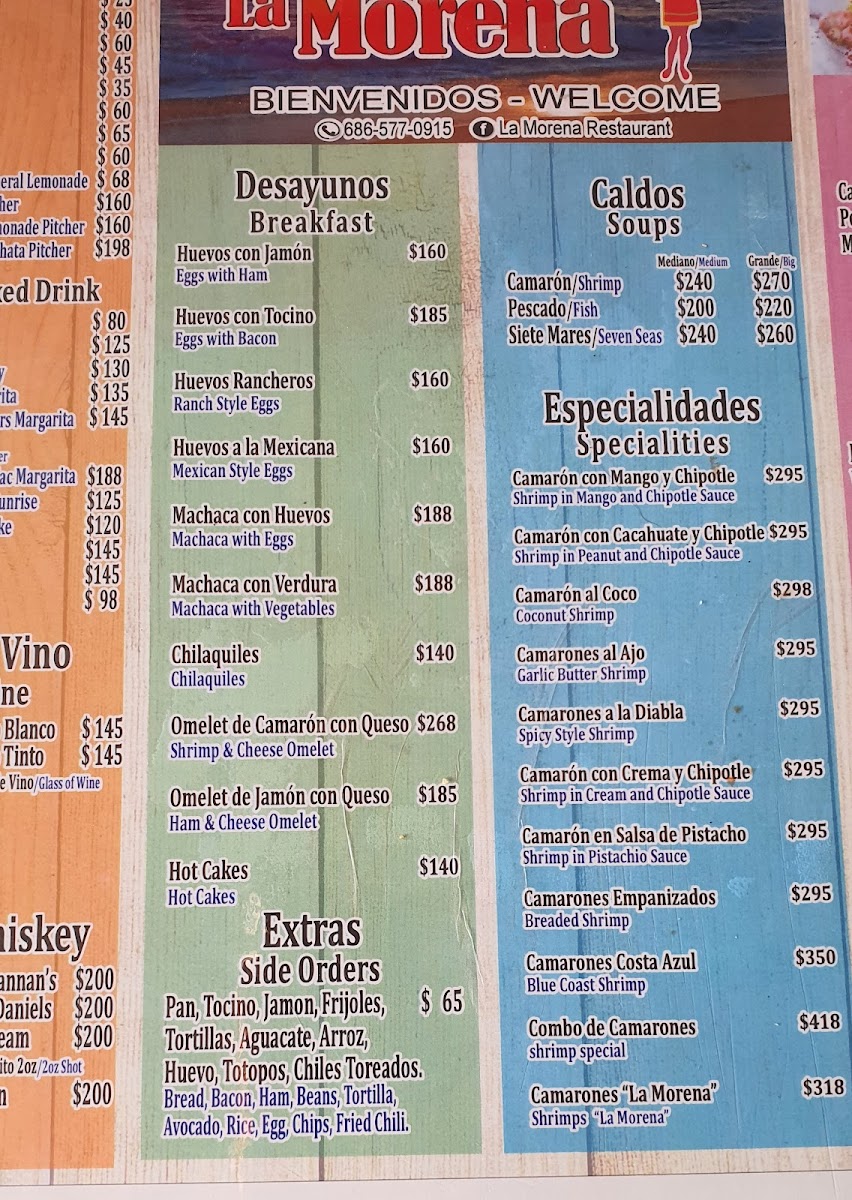 La Morena
BIENVENIDOS - WELCOME
686-577-0915 La Morena Restaurant
$ 40
$ 60
$ 45
$ 35
$ 60
$ 65
$ 60
Lemonade $ 68
$160
Pitcher $160
Pitcher $198
Drink
$ 80
$125
$130
$135
Margarita $145
Margarita $188
$125
$120
$145
$145
$ 98
Vino
Blanco $145
Tinto $145
Vino/Glass of Wine
$200
Daniels $200
$200
2oz/2oz Shot
$200
Desayunos
Breakfast
Huevos con Jamón $160
Eggs with Ham
Huevos con Tocino $185
Eggs with Bacon
Huevos Rancheros $160
Ranch Style Eggs
Huevos a la Mexicana $160
Mexican Style Eggs
Machaca con Huevos $188
Machaca with Eggs
Machaca con Verdura $188
Machaca with Vegetables
Chilaquiles $140
Chilaquiles
Omelet de Camarón con Queso $268
Shrimp & Cheese Omelet
Omelet de Jamón con Queso $185
Ham & Cheese Omelet
Hot Cakes $140
Hot Cakes
Extras
Side Orders
Pan, Tocino, Jamon, Frijoles, $ 65
Tortillas, Aguacate, Arroz,
Huevo, Totopos, Chiles Toreados.
Bread, Bacon, Ham, Beans, Tortilla,
Avocado, Rice, Egg, Chips, Fried Chili.
Caldos
Soups
Mediano/Medium Grande/Big
Camarón/Shrimp $240 $270
Pescado/Fish $200 $220
Siete Mares/Seven Seas $240 $260
Especialidades
Specialities
Camarón con Mango y Chipotle $295
Shrimp in Mango and Chipotle Sauce
Camarón con Cacahuate y Chipotle $295
Shrimp in Peanut and Chipotle Sauce
Camarón al Coco $298
Coconut Shrimp
Camarones al Ajo $295
Garlic Butter Shrimp
Camarones a la Diabla $295
Spicy Style Shrimp
Camarón con Crema y Chipotle $295
Shrimp in Cream and Chipotle Sauce
Camarón en Salsa de Pistacho $295
Shrimp in Pistachio Sauce
Camarones Empanizados $295
Breaded Shrimp
Camarones Costa Azul $350
Blue Coast Shrimp
Combo de Camarones $418
shrimp special
Camarones "La Morena" $318
Shrimps "La Morena"